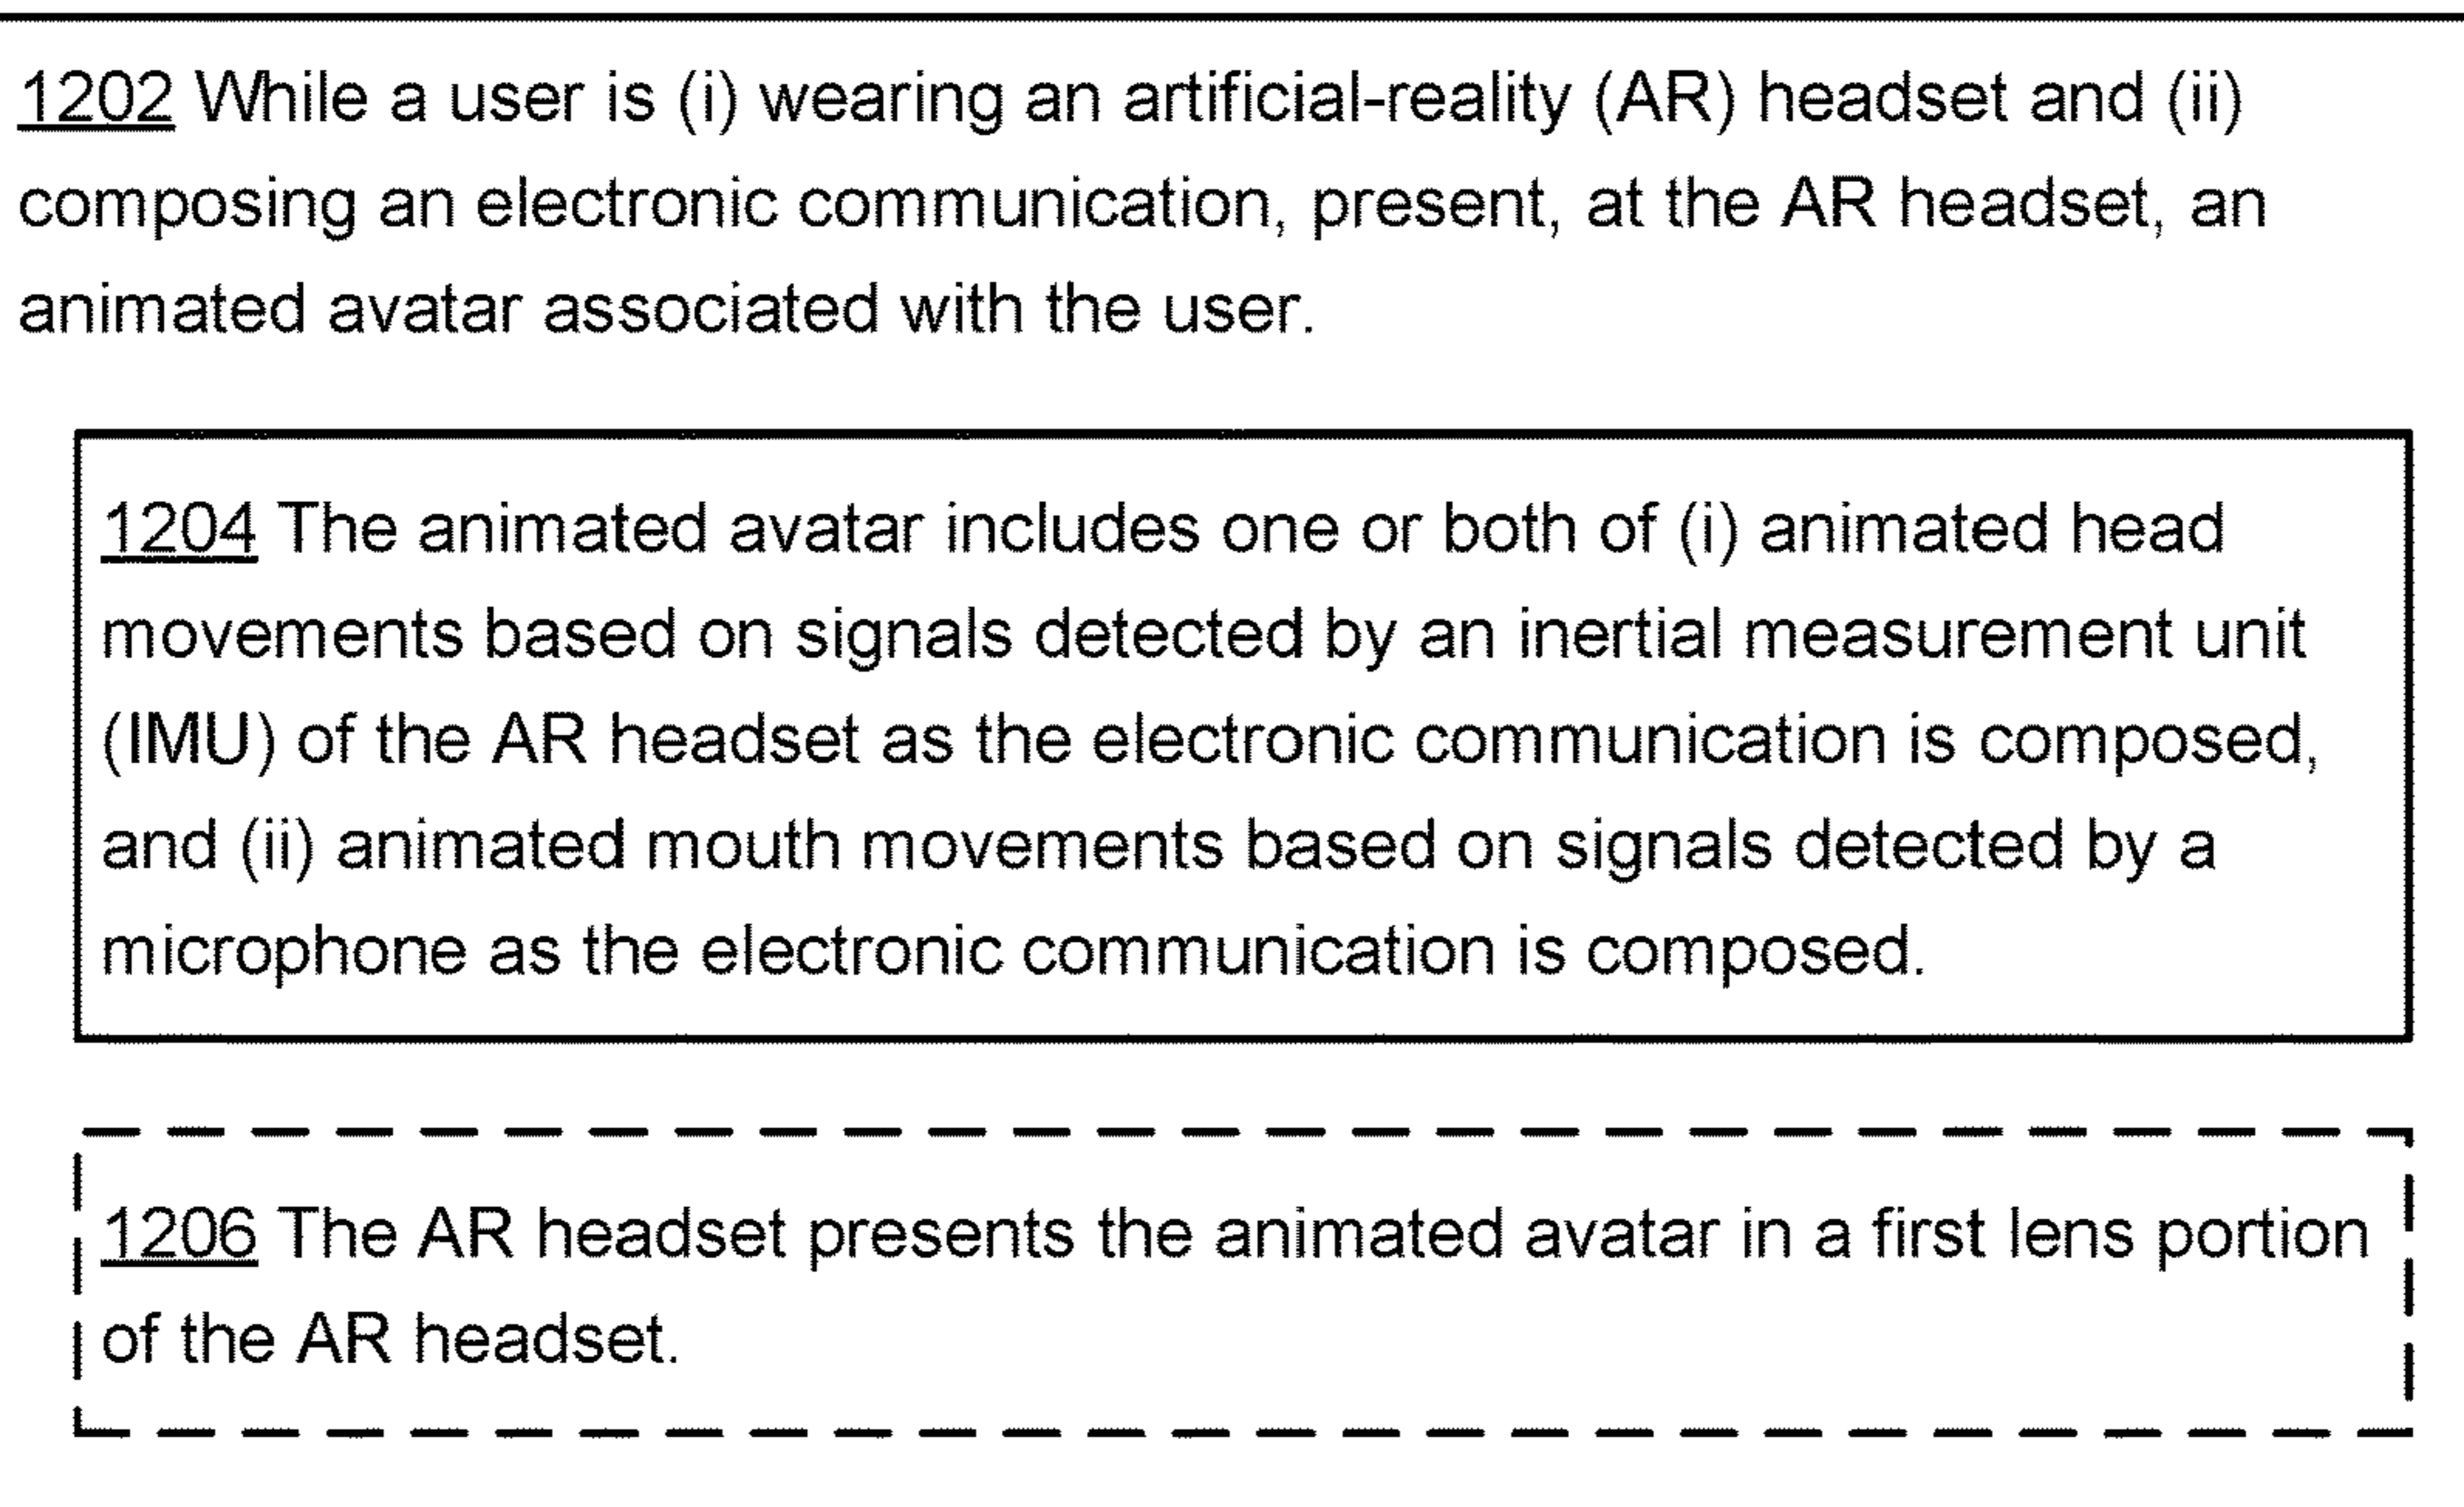 1202 While a user is (i) wearing an artificial-reality (AR) headset and (ii)
composing an electronic communication, present, at the AR headset, an
animated avatar associated with the user.
1204 The animated avatar includes one or both of (i) animated head
movements based on signals detected by an inertial measurement unit
(IMU) of the AR headset as the electronic communication is composed,
and (ii) animated mouth movements based on signals detected by a
microphone as the electronic communication is composed.
1206 The AR headset presents the animated avatar in a first lens portion
of the AR headset.